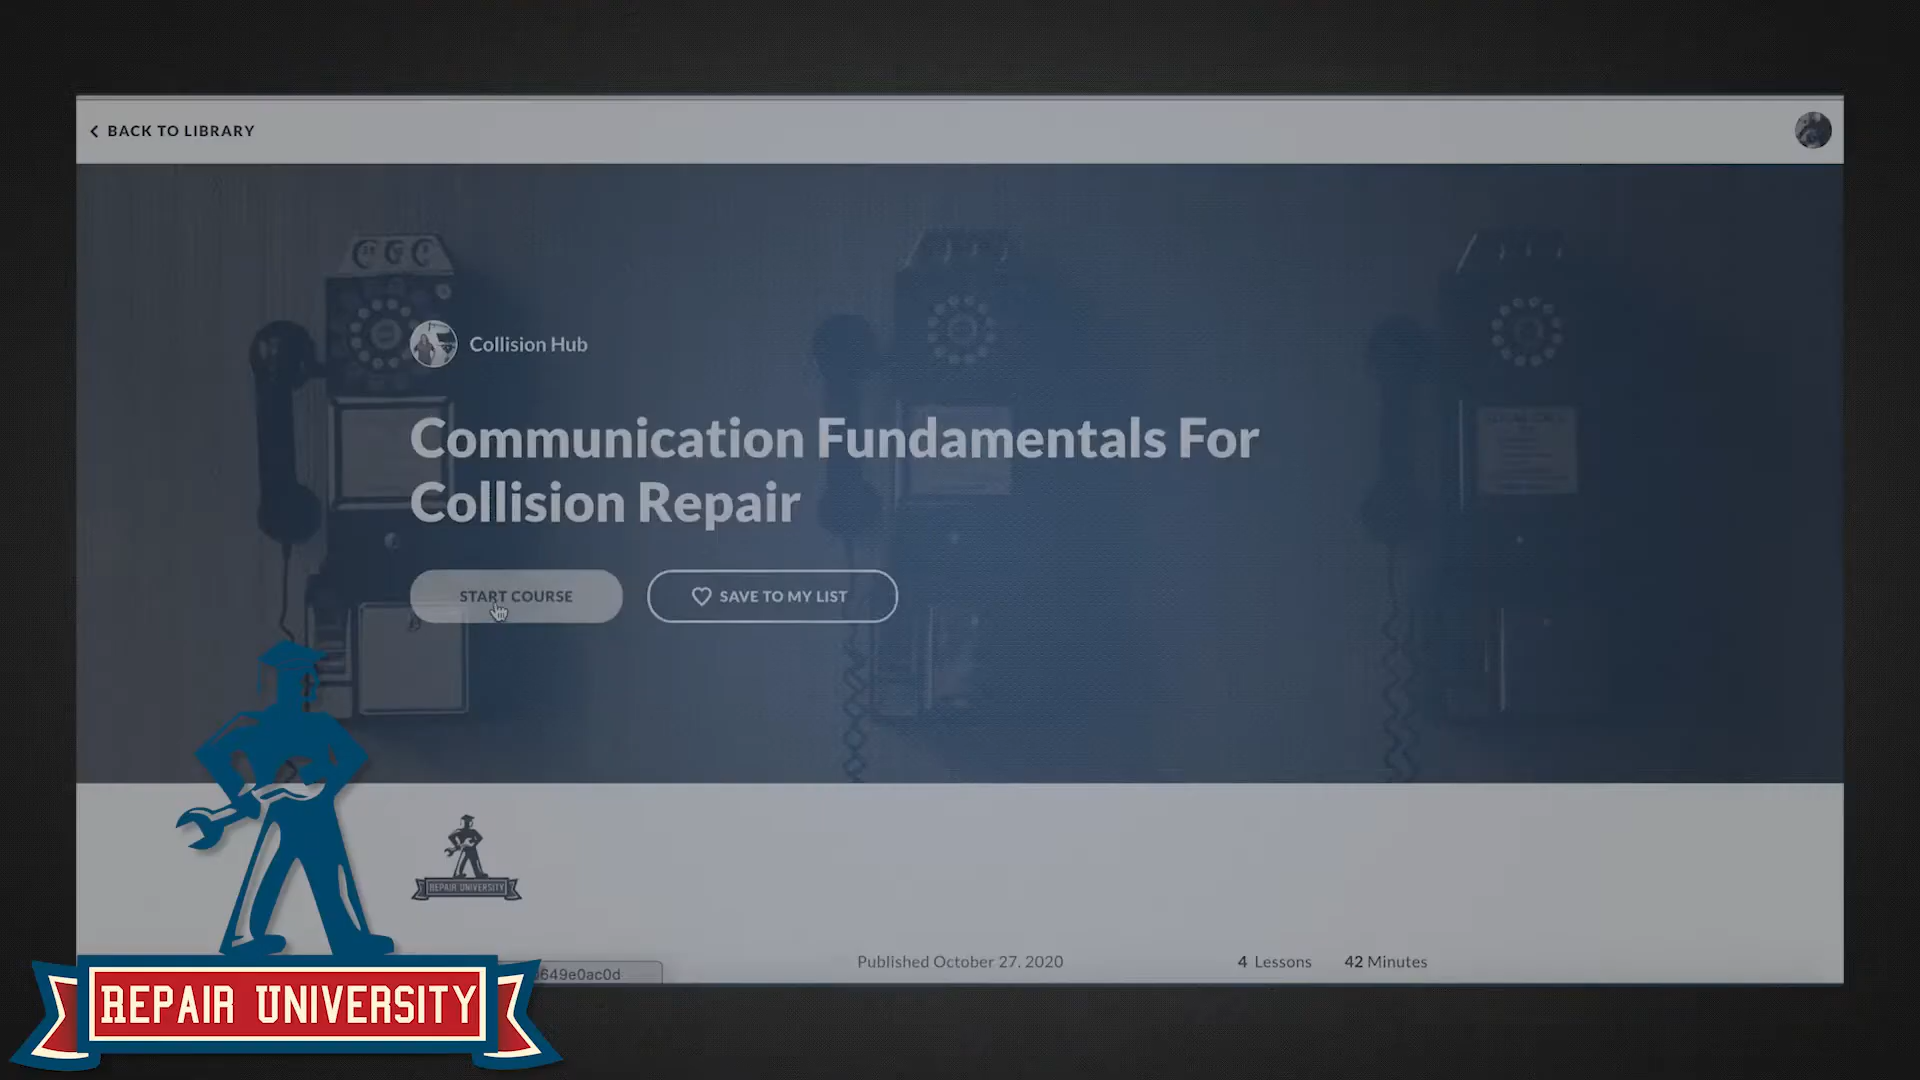 BACK TO LIBRARY
Collision Hub
Communication Fundamentals For
Collision Repair
START COURSE
SAVE TO MY LIST
REPAIR UNIVERSITY
Published October 27, 2020
4 Lessons
42 Minutes
649e0ac0d
REPAIR UNIVERSITY